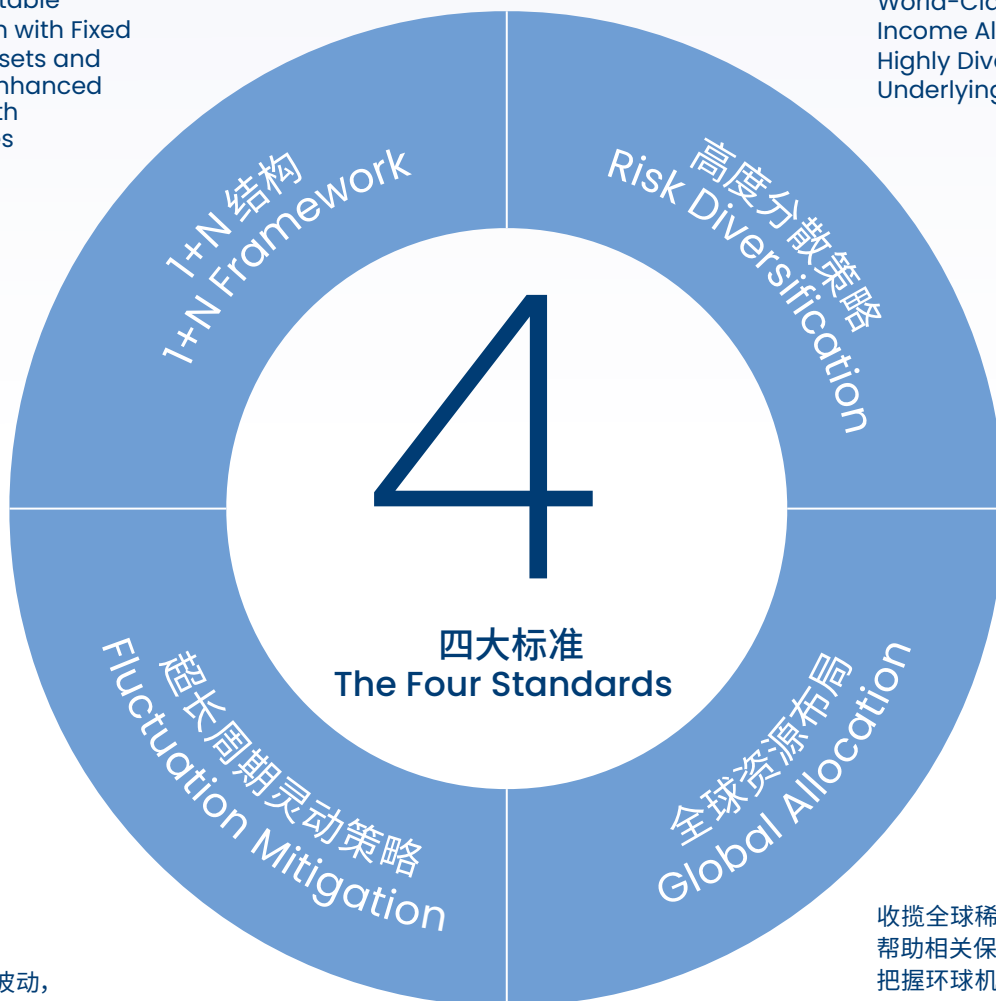 with Fixed
sets and
nhanced
World-Cla
Income Al
Highly Dive
Underlying
1+N 结构
1+N Framework
高度分散策略
Risk Diversification
4
四大标准
The Four Standards
超长周期灵动策略
Fluctuation Mitigation
全球资源布局
Global Allocation
收揽全球稀
帮助相关保
把握环球机
波动，